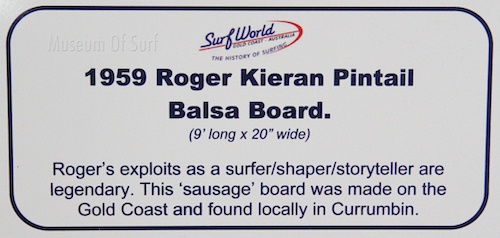 Museum Of Surf
Surf World
GOLD COAST - AUSTRALIA
THE HISTORY OF SURFING
1959 Roger Kieran Pintail
Balsa Board.
(9' long x 20" wide)
Roger's exploits as a surfer/shaper/storyteller are
legendary. This 'sausage' board was made on the
Gold Coast and found locally in Currumbin.